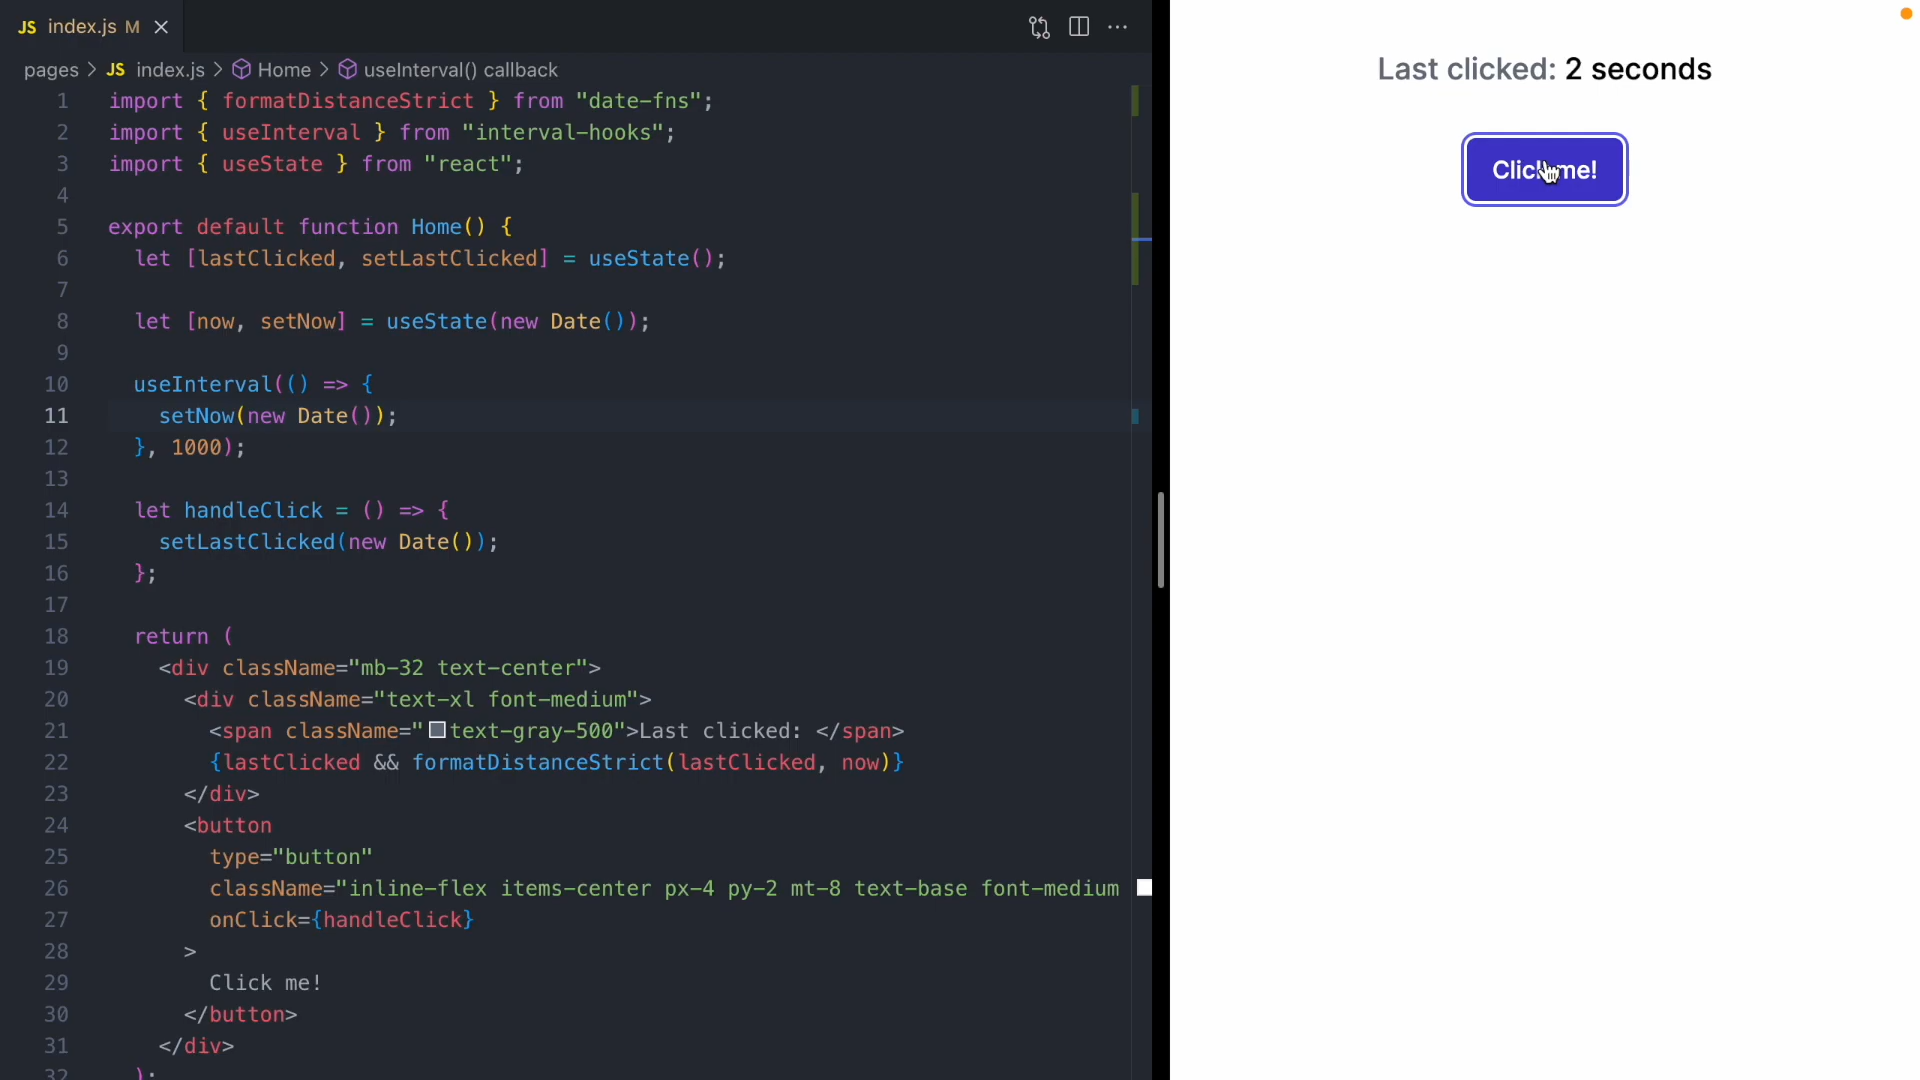 JS index.js M
pages > JS index.js > Home > useInterval() callback
1 import { formatDistanceStrict } from "date-fns";
2 import { useInterval } from "interval-hooks";
3 import { useState } from "react";
4
5 export default function Home() {
6 let [lastClicked, setLastClicked] = useState();
7
8 let [now, setNow] = useState(new Date());
9
10 useInterval(() => {
11 setNow(new Date());
12 }, 1000);
13
14 let handleClick = () => {
15 setLastClicked(new Date());
16 };
17
18 return (
19 <div className="mb-32 text-center">
20 <div className="text-xl font-medium">
21 <span className="text-gray-500">Last clicked: </span>
22 {lastClicked && formatDistanceStrict(lastClicked, now)}
23 </div>
24 <button
25 type="button"
26 className="inline-flex items-center px-4 py-2 mt-8 text-base font-medium
27 onClick={handleClick}
28 >
29 Click me!
30 </button>
31 </div>
32 );
Last clicked: 2 seconds
Click me!